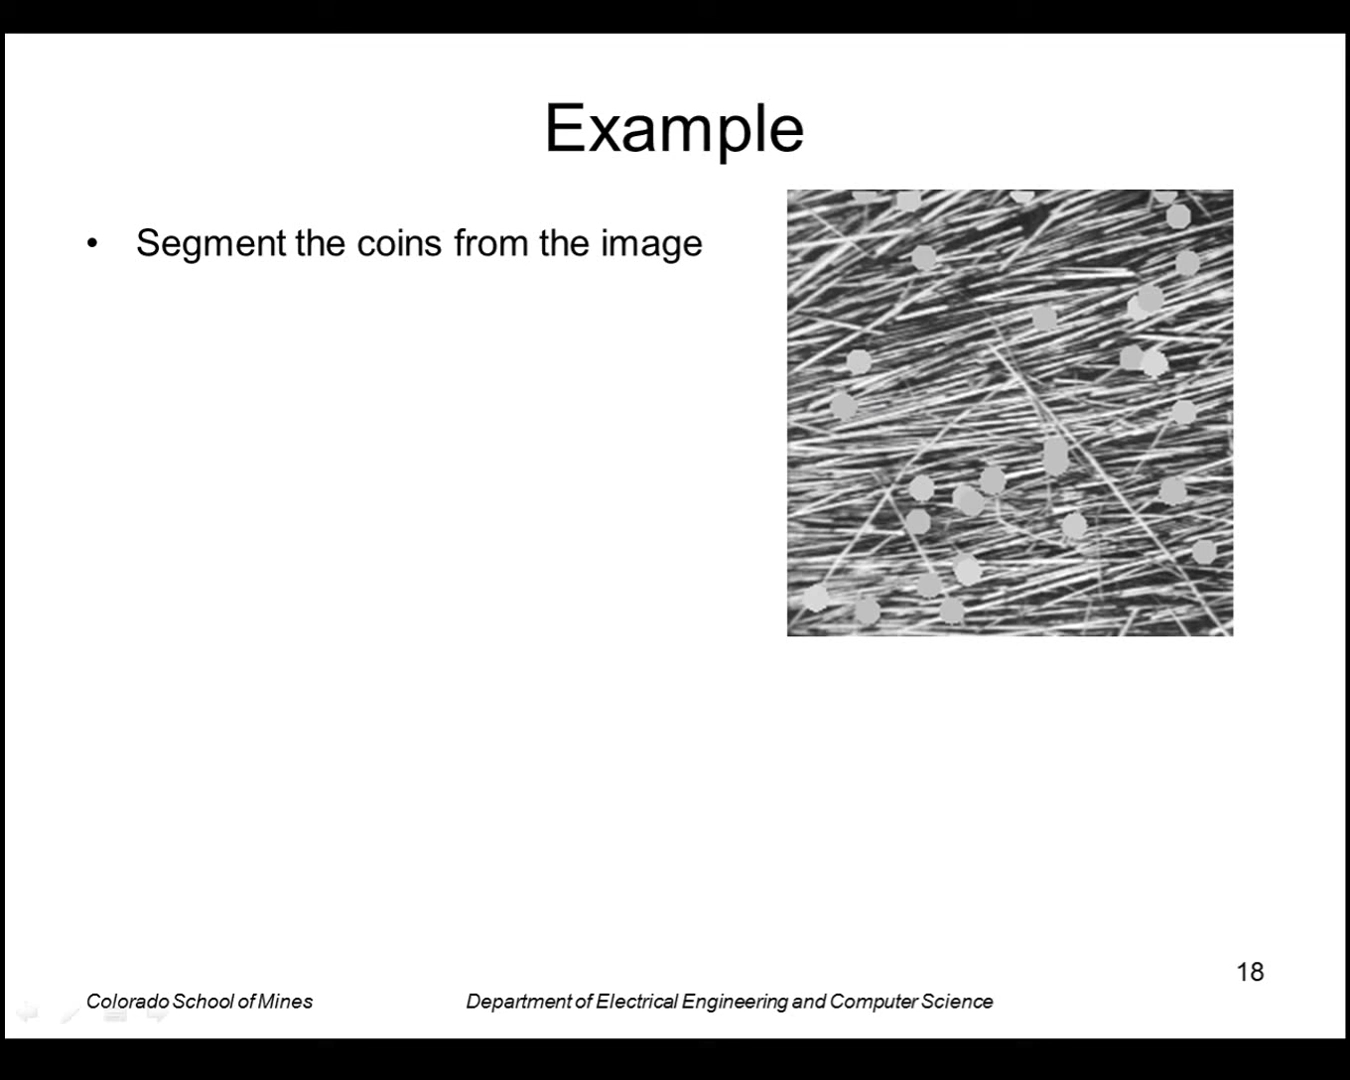 Example
• Segment the coins from the image
18
Colorado School of Mines
Department of Electrical Engineering and Computer Science